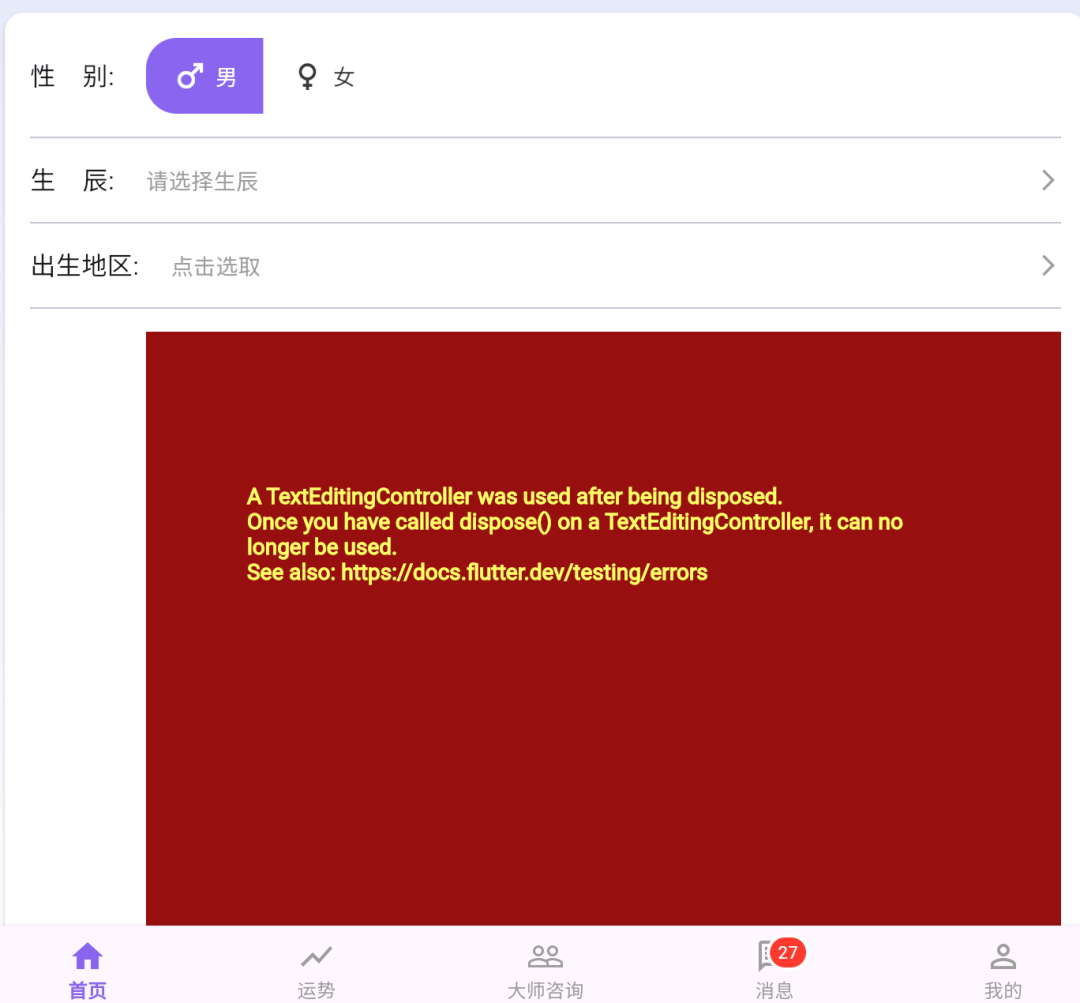 性 别: 男 女
生 辰: 请选择生辰
出生地区: 点击选取
A TextEditingController was used after being disposed.
Once you have called dispose() on a TextEditingController, it can no
longer be used.
See also: https://docs.flutter.dev/testing/errors
27
首页 运势 大师咨询 消息 我的